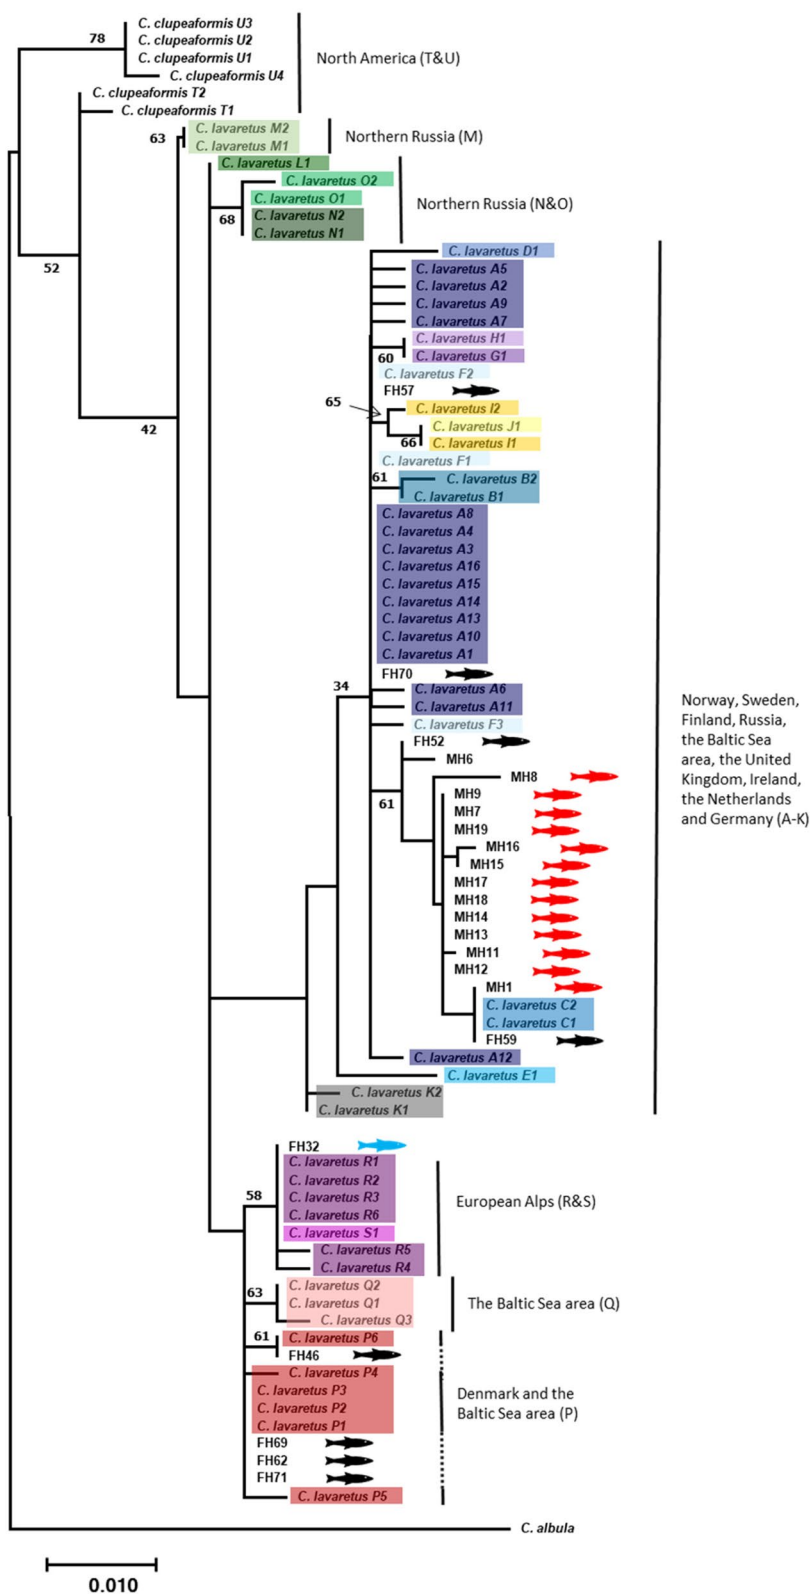 C. clupeaformis U3
78
C. clupeaformis U2
C. clupeaformis U1
North America (T&U)
C. clupeaformis U4
C. clupeaformis T2
C. clupeaformis T1
C. lavaretus M2
63
Northern Russia (M)
C. lavaretus M1
C. lavaretus L1
C. lavaretus O2
C. lavaretus O1
Northern Russia (N&O)
68
C. lavaretus N2
C. lavaretus N1
C. lavaretus D1
52
C. lavaretus A5
C. lavaretus A2
C. lavaretus A9
C. lavaretus A7
C. lavaretus H1
60
C. lavaretus G1
C. lavaretus F2
FH57
65
C. lavaretus I2
42
C. lavaretus J1
66
C. lavaretus I1
C. lavaretus F1
61
C. lavaretus B2
C. lavaretus B1
C. lavaretus A8
C. lavaretus A4
C. lavaretus A3
C. lavaretus A16
C. lavaretus A15
C. lavaretus A14
C. lavaretus A13
C. lavaretus A10
C. lavaretus A1
FH70
34
C. lavaretus A6
C. lavaretus A11
C. lavaretus F3
FH52
MH6
MH8
61
MH9
MH7
MH19
MH16
MH15
MH17
MH18
MH14
MH13
MH11
MH12
MH1
C. lavaretus C2
C. lavaretus C1
FH59
C. lavaretus A12
C. lavaretus E1
C. lavaretus K2
C. lavaretus K1
Norway, Sweden,
Finland, Russia,
the Baltic Sea
area, the United
Kingdom, Ireland,
the Netherlands
and Germany (A-K)
FH32
C. lavaretus R1
C. lavaretus R2
58
C. lavaretus R3
European Alps (R&S)
C. lavaretus R6
C. lavaretus S1
C. lavaretus R5
C. lavaretus R4
C. lavaretus Q2
63
C. lavaretus Q1
The Baltic Sea area (Q)
C. lavaretus Q3
61
C. lavaretus P6
FH46
C. lavaretus P4
C. lavaretus P3
C. lavaretus P2
C. lavaretus P1
Denmark and the
Baltic Sea area (P)
FH69
FH62
FH71
C. lavaretus P5
C. albula
0.010